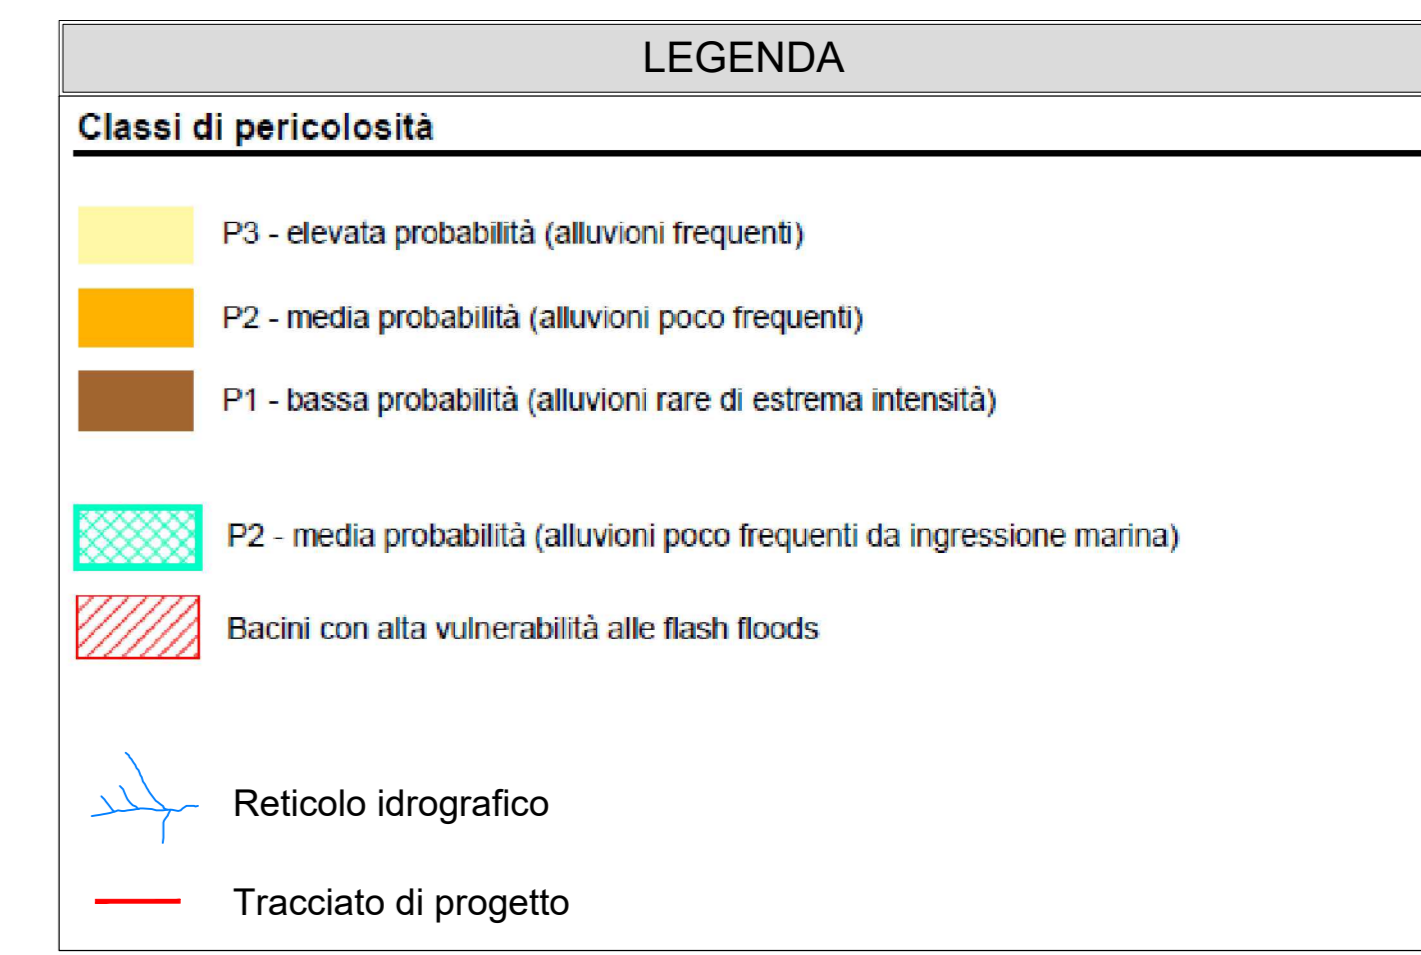 LEGENDA
Classi di pericolosità
P3 - elevata probabilità (alluvioni frequenti)
P2 - media probabilità (alluvioni poco frequenti)
P1 - bassa probabilità (alluvioni rare di estrema intensità)
P2 - media probabilità (alluvioni poco frequenti da ingressione marina)
Bacini con alta vulnerabilità alle flash floods
Reticolo idrografico
Tracciato di progetto